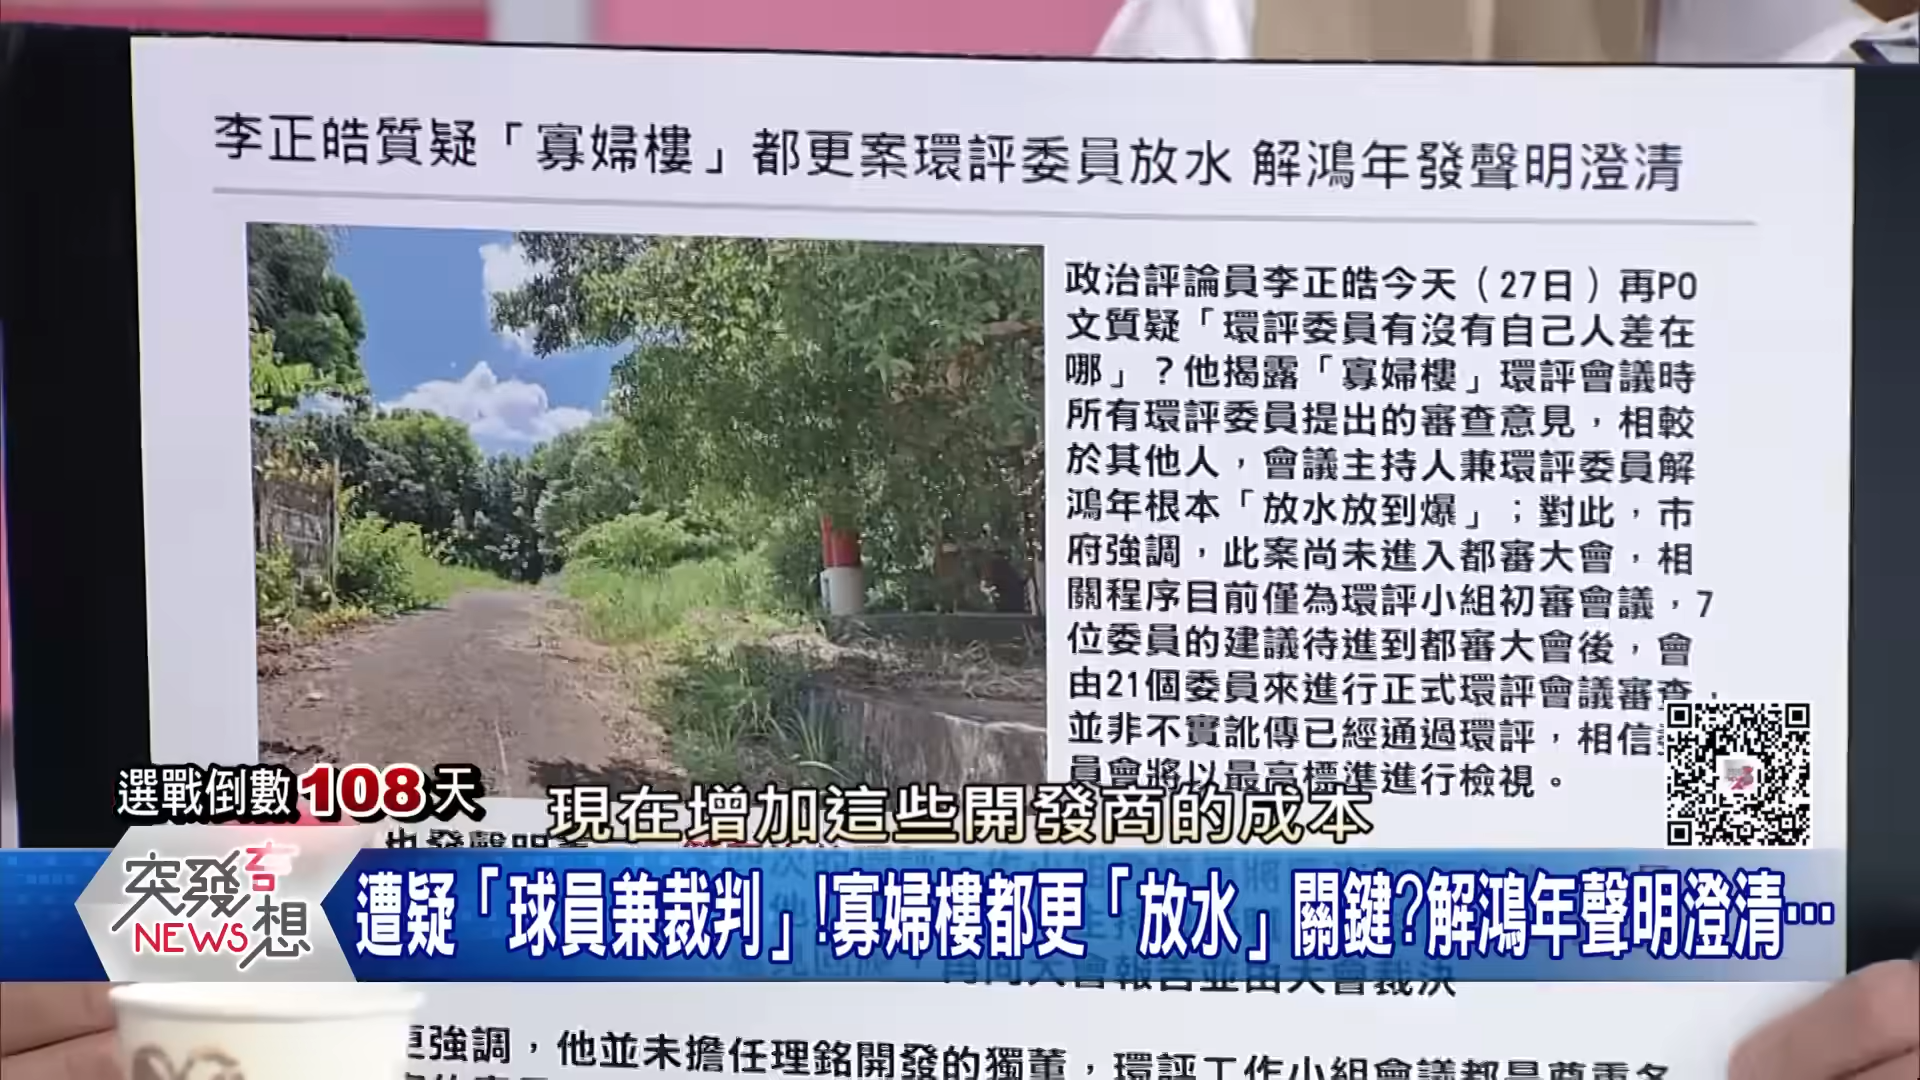 李正皓質疑「寡婦樓」都更案環評委員放水 解鴻年發聲明澄清
政治評論員李正皓今天（27日）再PO
文質疑「環評委員有沒有自己人差在
哪」？他揭露「寡婦樓」環評會議時
所有環評委員提出的審查意見，相較
於其他人，會議主持人兼環評委員解
鴻年根本「放水放到爆」；對此，市
府強調，此案尚未進入都審大會，相
關程序目前僅為環評小組初審會議，7
位委員的建議待進到都審大會後，會
由21個委員來進行正式環評會議審查，
並非不實訛傳已經通過環評，相信
員會將以最高標準進行檢視。
選戰倒數108天
現在增加這些開發商的成本
突發奇想
NEWS
遭疑「球員兼裁判」!寡婦樓都更「放水」關鍵?解鴻年聲明澄清…
再向大會報告並由大會裁決
更強調，他並未擔任理銘開發的獨董，環評工作小組會議都是尊重各